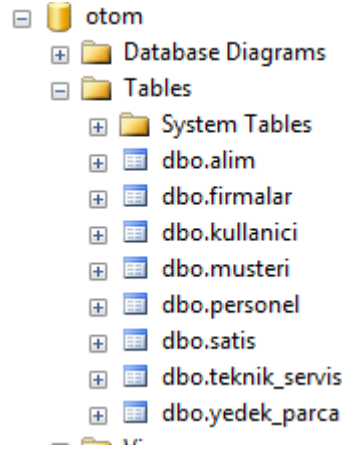 otom
Database Diagrams
Tables
System Tables
dbo.alim
dbo.firmalar
dbo.kullanici
dbo.musteri
dbo.personel
dbo.satis
dbo.teknik_servis
dbo.yedek_parca